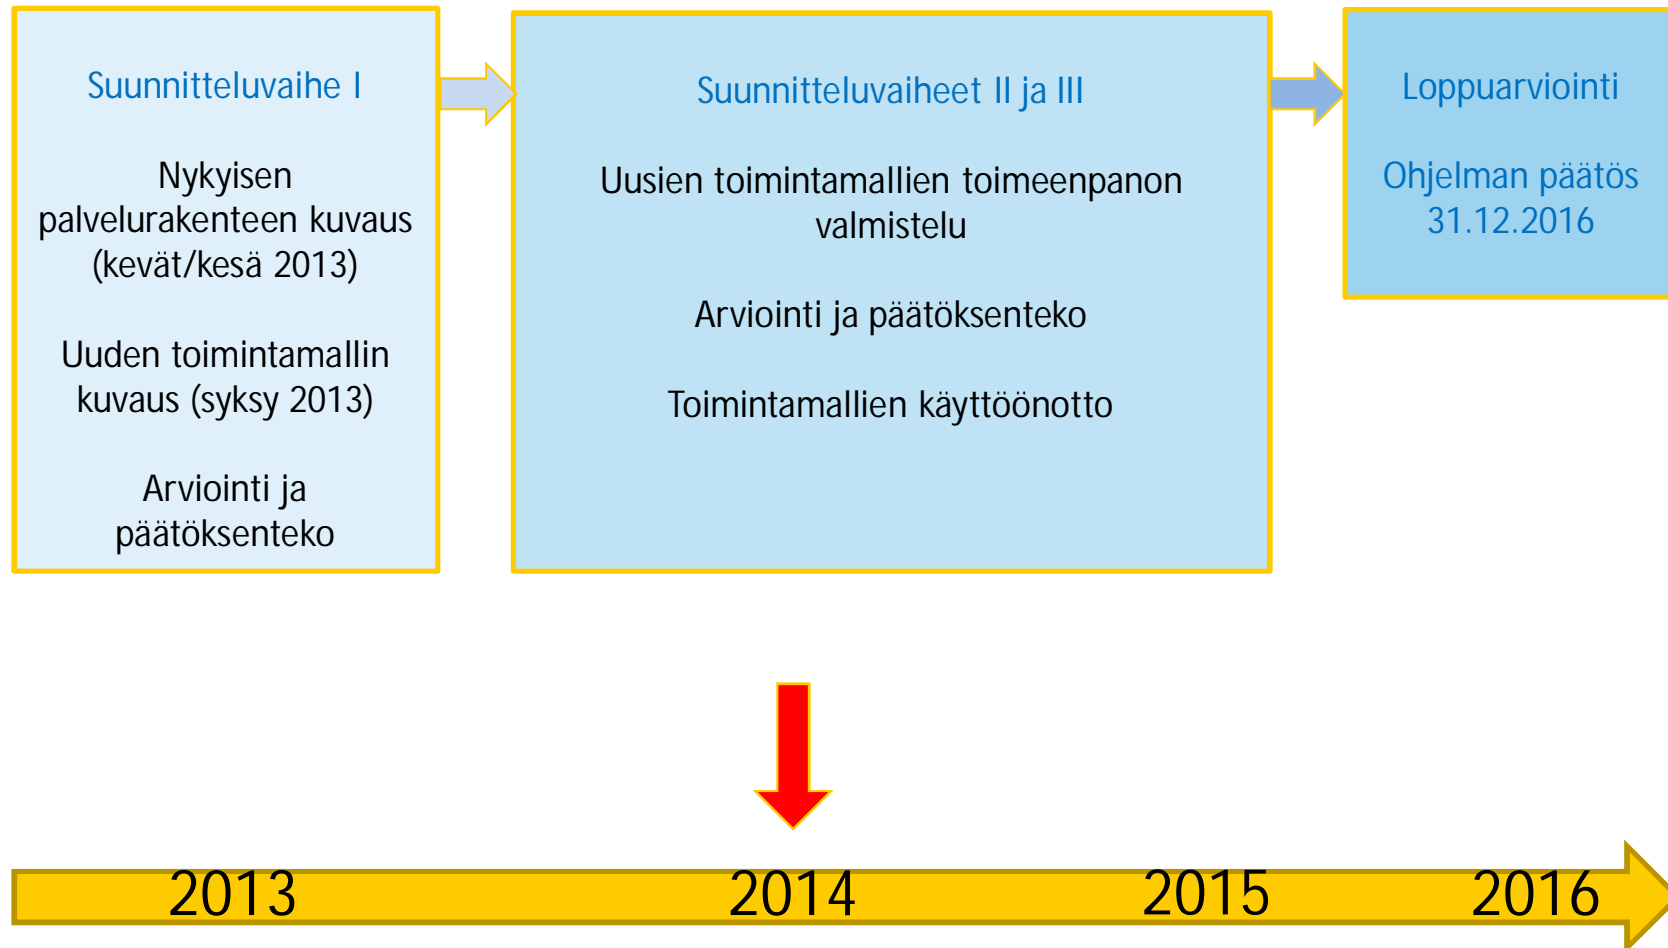 Suunnitteluvaihe I
Nykyisen
palvelurakenteen kuvaus
(kevät/kesä 2013)
Uuden toimintamallin
kuvaus (syksy 2013)
Arviointi ja
päätöksenteko
Suunnitteluvaiheet II ja III
Uusien toimintamallien toimeenpanon
valmistelu
Arviointi ja päätöksenteko
Toimintamallien käyttöönotto
Loppuarviointi
Ohjelman päätös
31.12.2016
2013
2014
2015
2016